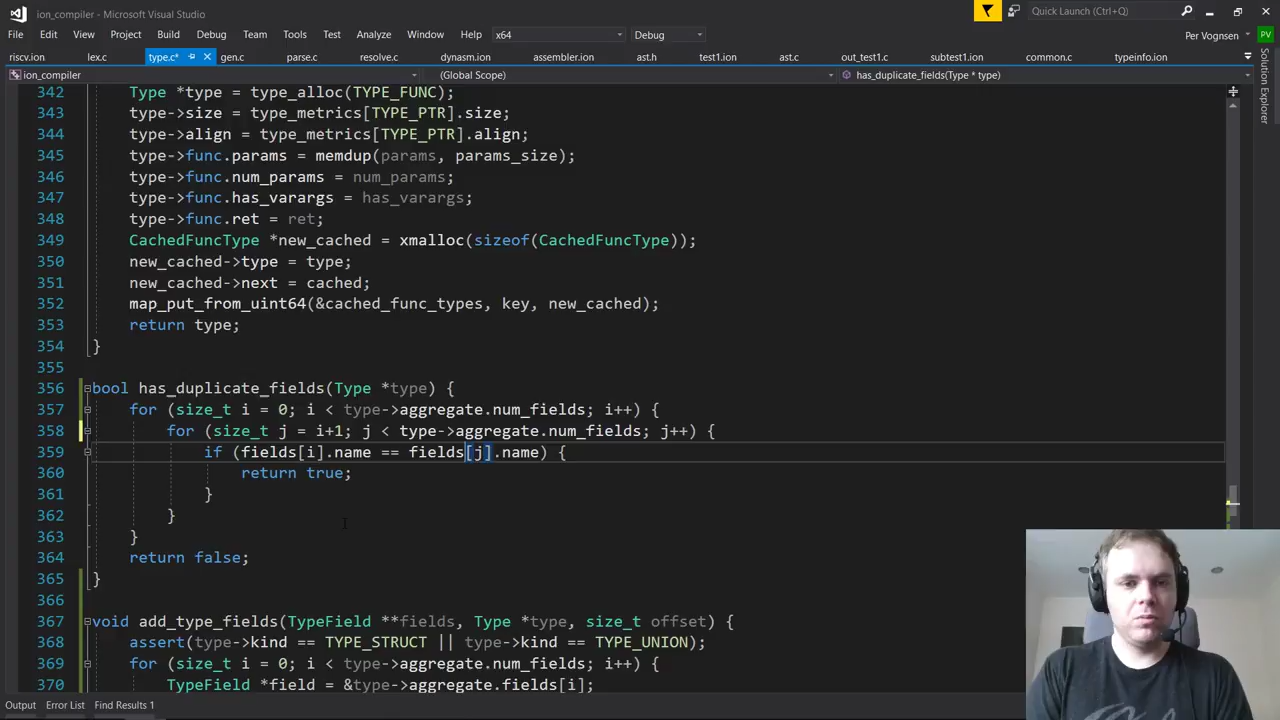 ion_compiler - Microsoft Visual Studio
Quick Launch (Ctrl+Q)
File Edit View Project Build Debug Team Tools Test Analyze Window Help x64 Debug
Per Vognsen PV
riscv.ion lex.c type.c* gen.c parse.c resolve.c dynasm.ion assembler.ion ast.h test1.ion ast.c out_test1.c subtest1.ion common.c typeinfo.ion
ion_compiler (Global Scope) has_duplicate_fields(Type * type)
Solution Explorer
342 Type *type = type_alloc(TYPE_FUNC);
343 type->size = type_metrics[TYPE_PTR].size;
344 type->align = type_metrics[TYPE_PTR].align;
345 type->func.params = memdup(params, params_size);
346 type->func.num_params = num_params;
347 type->func.has_varargs = has_varargs;
348 type->func.ret = ret;
349 CachedFuncType *new_cached = xmalloc(sizeof(CachedFuncType));
350 new_cached->type = type;
351 new_cached->next = cached;
352 map_put_from_uint64(&cached_func_types, key, new_cached);
353 return type;
354 }
355
356 bool has_duplicate_fields(Type *type) {
357 for (size_t i = 0; i < type->aggregate.num_fields; i++) {
358 for (size_t j = i+1; j < type->aggregate.num_fields; j++) {
359 if (fields[i].name == fields[j].name) {
360 return true;
361 }
362 }
363 }
364 return false;
365 }
366
367 void add_type_fields(TypeField **fields, Type *type, size_t offset) {
368 assert(type->kind == TYPE_STRUCT || type->kind == TYPE_UNION);
369 for (size_t i = 0; i < type->aggregate.num_fields; i++) {
370 TypeField *field = &type->aggregate.fields[i];
Output Error List Find Results 1